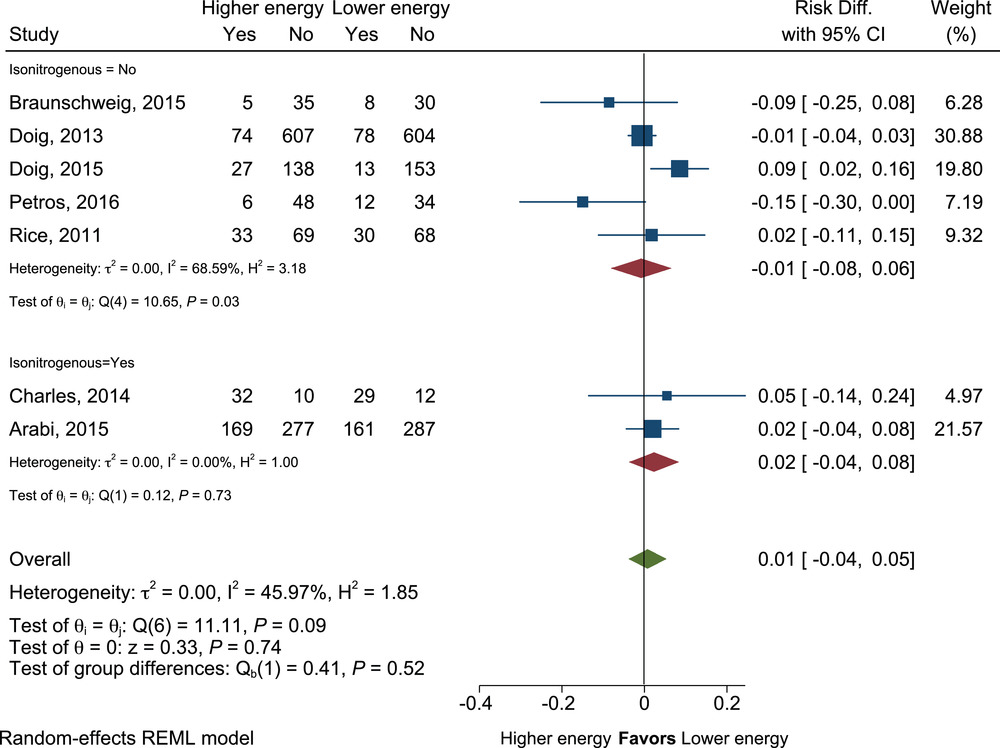 Higher energy Lower energy Risk Diff. Weight
Study Yes No Yes No with 95% CI (%)
Isonitrogenous = No
Braunschweig, 2015 5 35 8 30 -0.09 [ -0.25, 0.08] 6.28
Doig, 2013 74 607 78 604 -0.01 [ -0.04, 0.03] 30.88
Doig, 2015 27 138 13 153 0.09 [ 0.02, 0.16] 19.80
Petros, 2016 6 48 12 34 -0.15 [ -0.30, 0.00] 7.19
Rice, 2011 33 69 30 68 0.02 [ -0.11, 0.15] 9.32
Heterogeneity: τ² = 0.00, I² = 68.59%, H² = 3.18 -0.01 [ -0.08, 0.06]
Test of θi = θj: Q(4) = 10.65, P = 0.03
Isonitrogenous=Yes
Charles, 2014 32 10 29 12 0.05 [ -0.14, 0.24] 4.97
Arabi, 2015 169 277 161 287 0.02 [ -0.04, 0.08] 21.57
Heterogeneity: τ² = 0.00, I² = 0.00%, H² = 1.00 0.02 [ -0.04, 0.08]
Test of θi = θj: Q(1) = 0.12, P = 0.73
Overall 0.01 [ -0.04, 0.05]
Heterogeneity: τ² = 0.00, I² = 45.97%, H² = 1.85
Test of θi = θj: Q(6) = 11.11, P = 0.09
Test of θ = 0: z = 0.33, P = 0.74
Test of group differences: Qb(1) = 0.41, P = 0.52
-0.4 -0.2 0 0.2
Random-effects REML model Higher energy Favors Lower energy